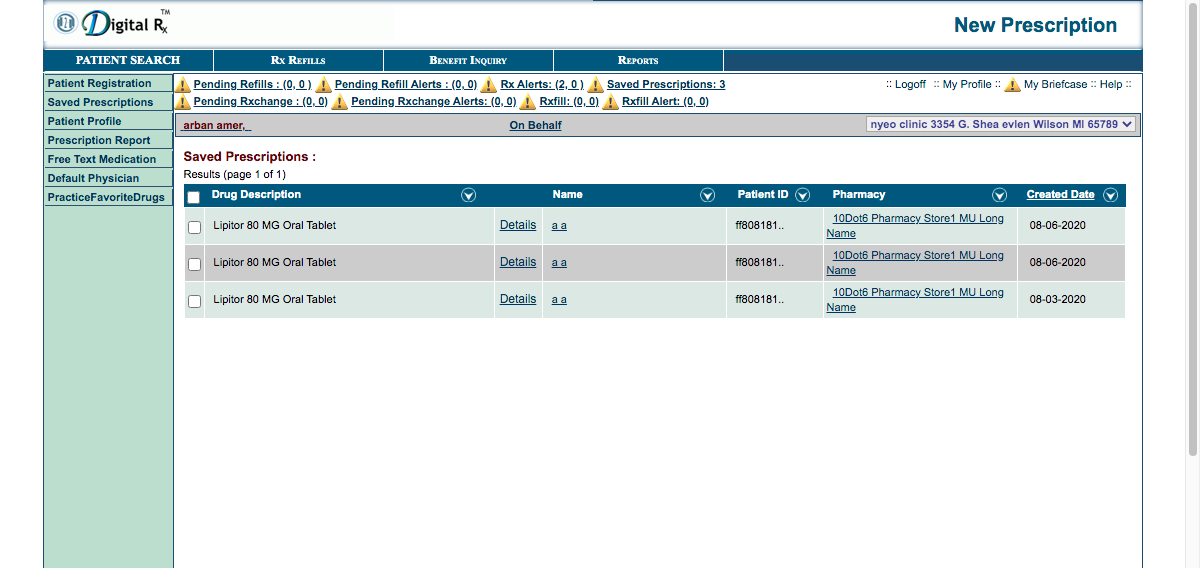 Digital Rx TM
New Prescription
PATIENT SEARCH RX REFILLS BENEFIT INQUIRY REPORTS
Patient Registration
Saved Prescriptions
Patient Profile
Prescription Report
Free Text Medication
Default Physician
PracticeFavoriteDrugs
Pending Refills : (0, 0 ) Pending Refill Alerts : (0, 0) Rx Alerts: (2, 0 ) Saved Prescriptions: 3
:: Logoff :: My Profile :: My Briefcase :: Help ::
Pending Rxchange : (0, 0) Pending Rxchange Alerts: (0, 0) Rxfill: (0, 0) Rxfill Alert: (0, 0)
arban amer, On Behalf nyeo clinic 3354 G. Shea evlen Wilson MI 65789
Saved Prescriptions :
Results (page 1 of 1)
Drug Description Name Patient ID Pharmacy Created Date
Lipitor 80 MG Oral Tablet Details a a ff808181.. 10Dot6 Pharmacy Store1 MU Long
Name 08-06-2020
Lipitor 80 MG Oral Tablet Details a a ff808181.. 10Dot6 Pharmacy Store1 MU Long
Name 08-06-2020
Lipitor 80 MG Oral Tablet Details a a ff808181.. 10Dot6 Pharmacy Store1 MU Long
Name 08-03-2020